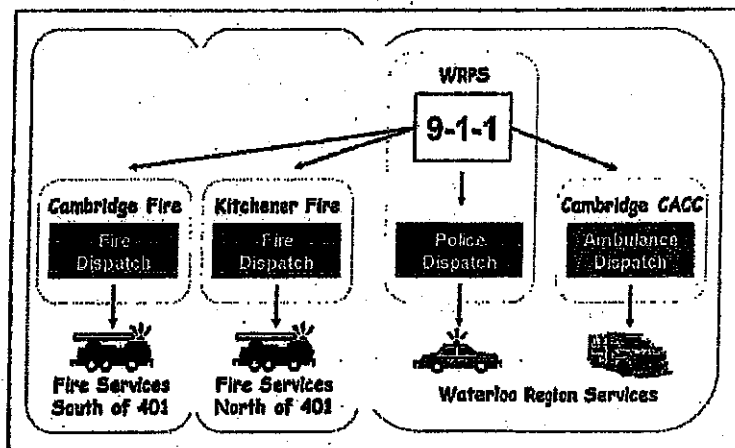 WRPS
9-1-1
Cambridge Fire
Kitchener Fire
Cambridge CACC
Fire
Dispatch
Fire
Dispatch
Police
Dispatch
Ambulance
Dispatch
Fire Services
South of 401
Fire Services
North of 401
Waterloo Region Services